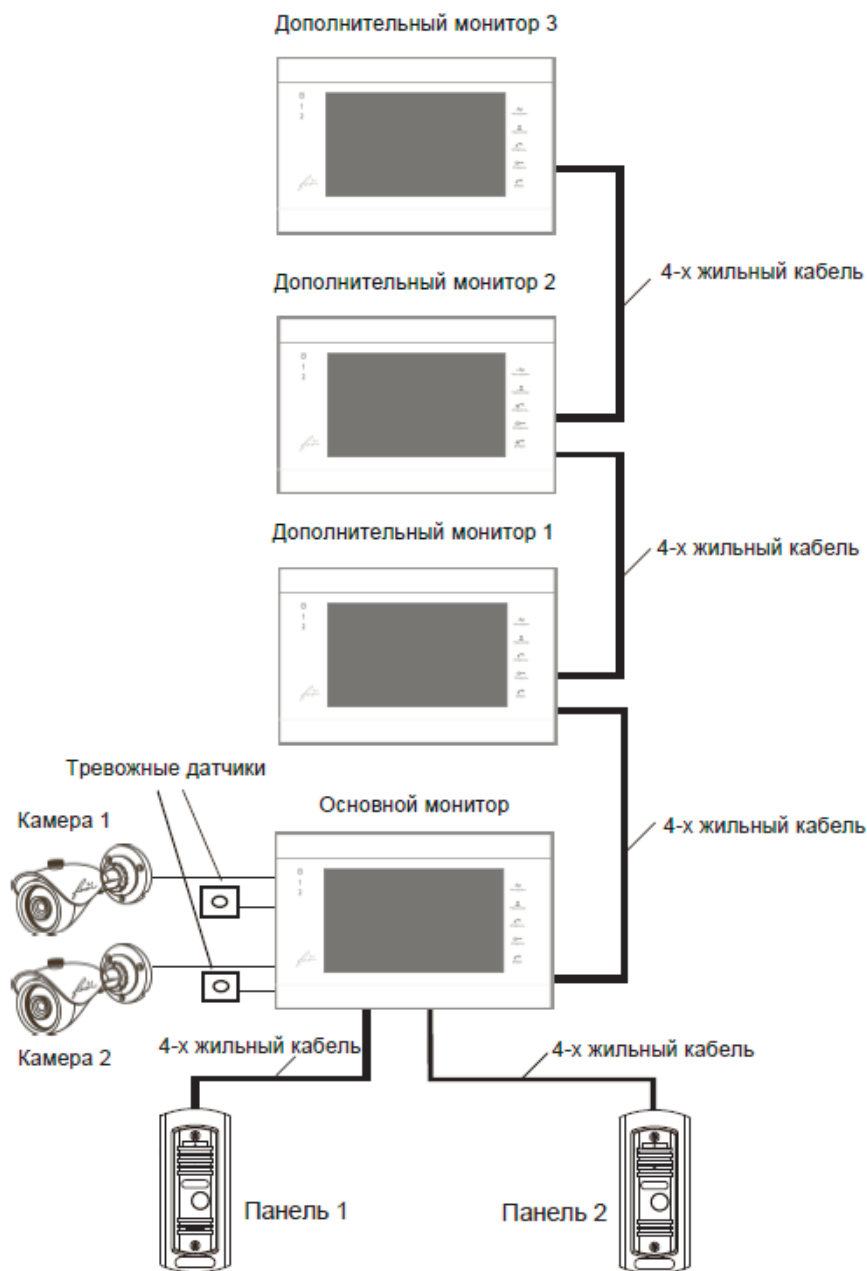 Дополнительный монитор 3
4-х жильный кабель
Дополнительный монитор 2
Дополнительный монитор 1
4-х жильный кабель
Тревожные датчики
Основной монитор
Камера 1
4-х жильный кабель
Камера 2
4-х жильный кабель
4-х жильный кабель
Панель 1
Панель 2